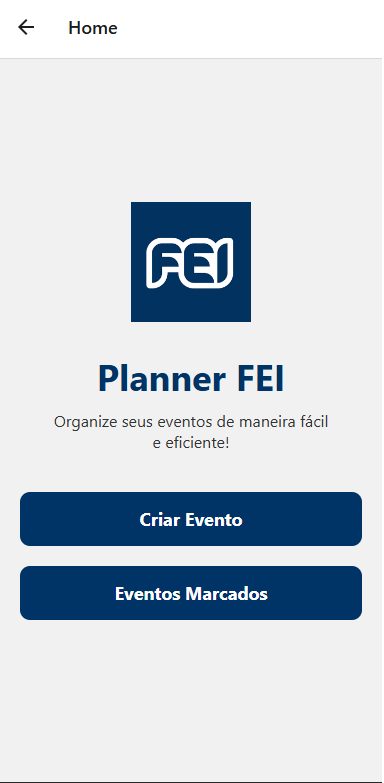 Home
FEI
Planner FEI
Organize seus eventos de maneira fácil
e eficiente!
Criar Evento
Eventos Marcados